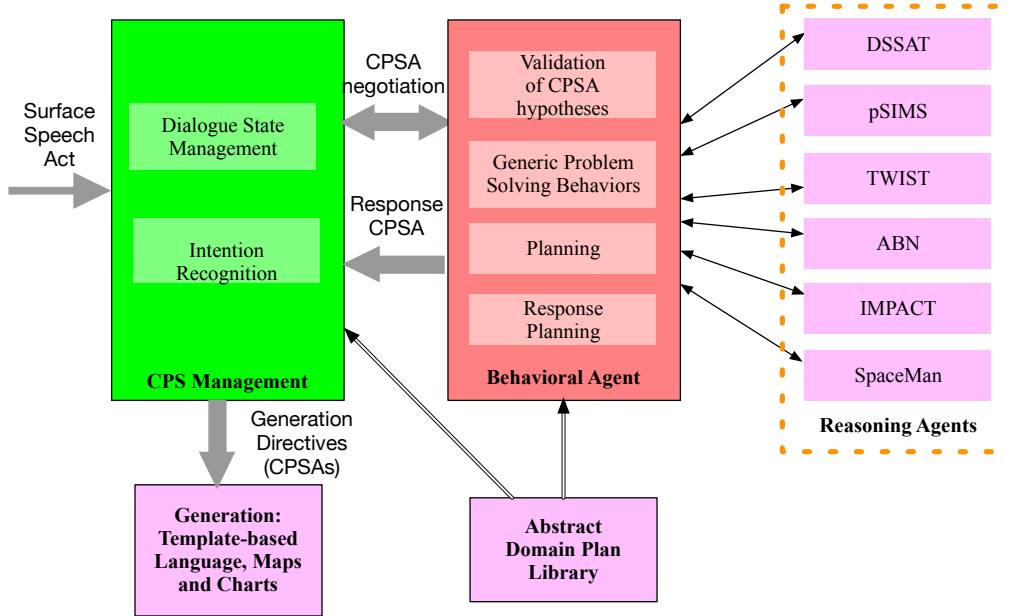 Surface
Speech
Act
Dialogue State
Management
Intention
Recognition
CPS Management
CPSA
negotiation
Response
CPSA
Validation
of CPSA
hypotheses
Generic Problem
Solving Behaviors
Planning
Response
Planning
Behavioral Agent
DSSAT
pSIMS
TWIST
ABN
IMPACT
SpaceMan
Reasoning Agents
Generation
Directives
(CPSAs)
Generation:
Template-based
Language, Maps
and Charts
Abstract
Domain Plan
Library